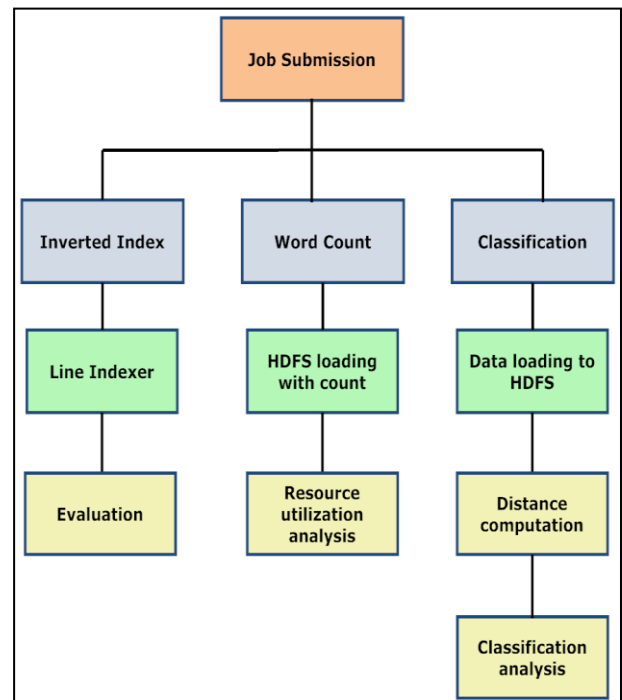 Job Submission
Inverted Index
Word Count
Classification
Line Indexer
HDFS loading
with count
Data loading to
HDFS
Evaluation
Resource
utilization
analysis
Distance
computation
Classification
analysis